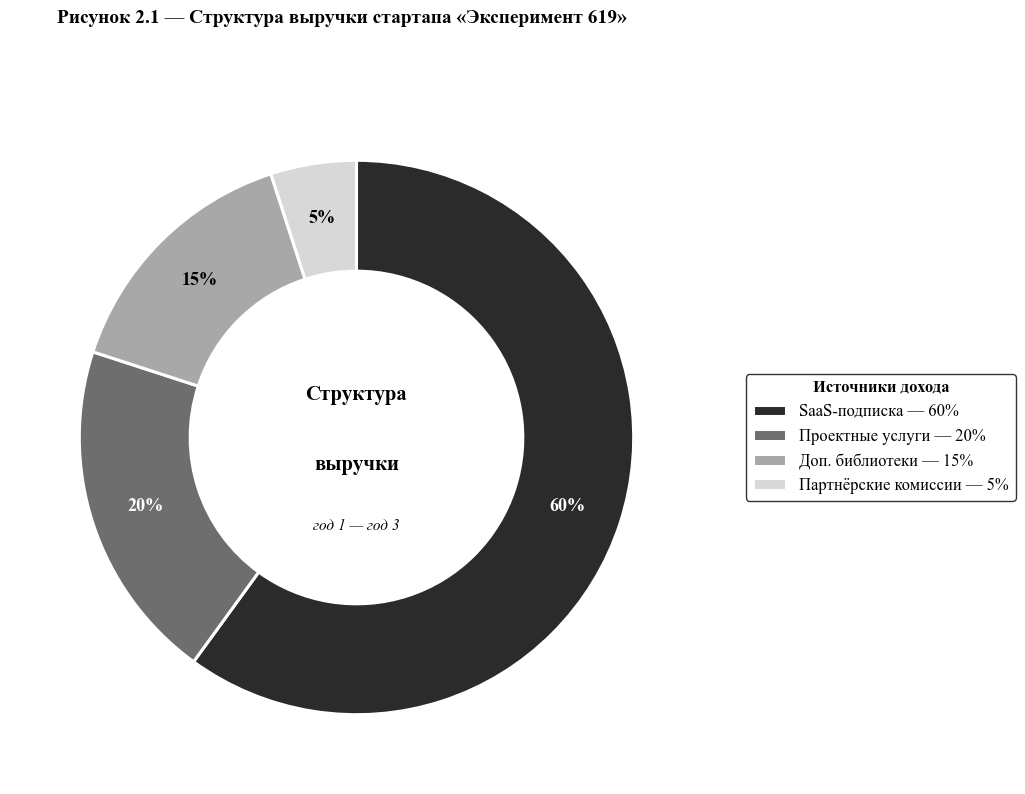 Рисунок 2.1 — Структура выручки стартапа «Эксперимент 619»
5%
15%
Структура
выручки
год 1 — год 3
20%
60%
Источники дохода
SaaS-подписка — 60%
Проектные услуги — 20%
Доп. библиотеки — 15%
Партнёрские комиссии — 5%